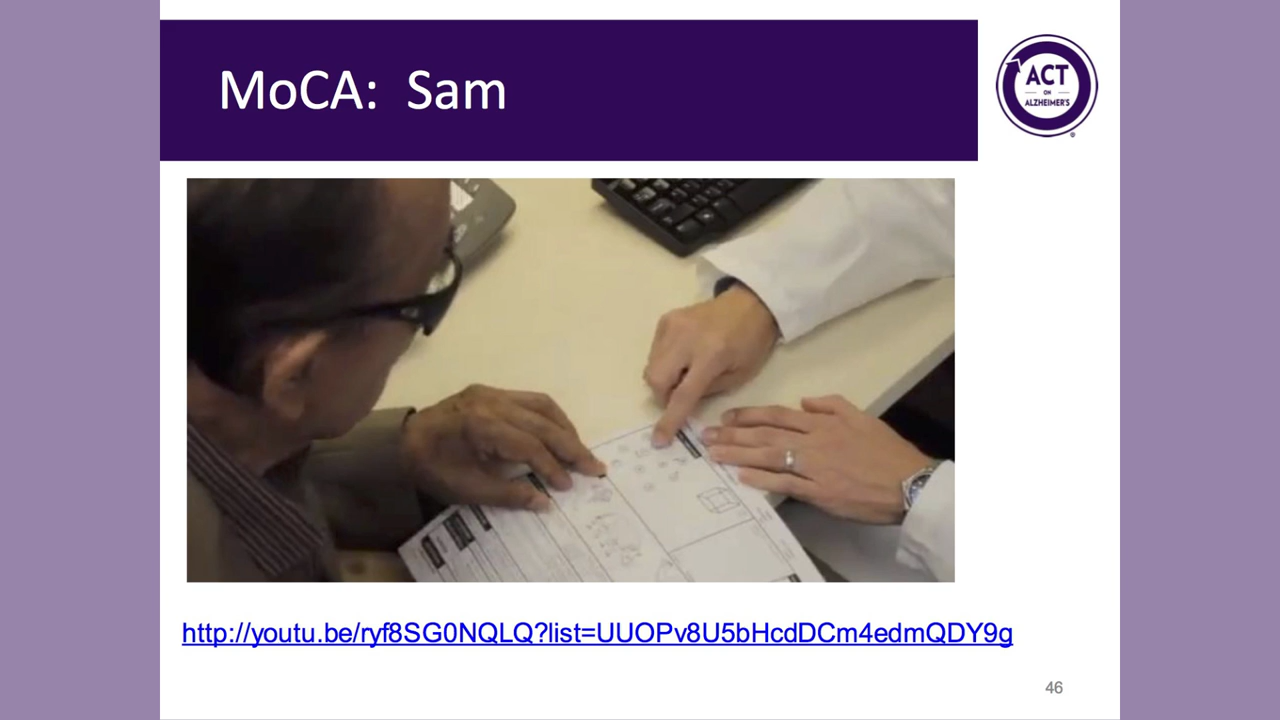 MoCA: Sam
ACT
ON
ALZHEIMER'S
®
http://youtu.be/ryf8SG0NQLQ?list=UUOPv8U5bHcdDCm4edmQDY9g
46